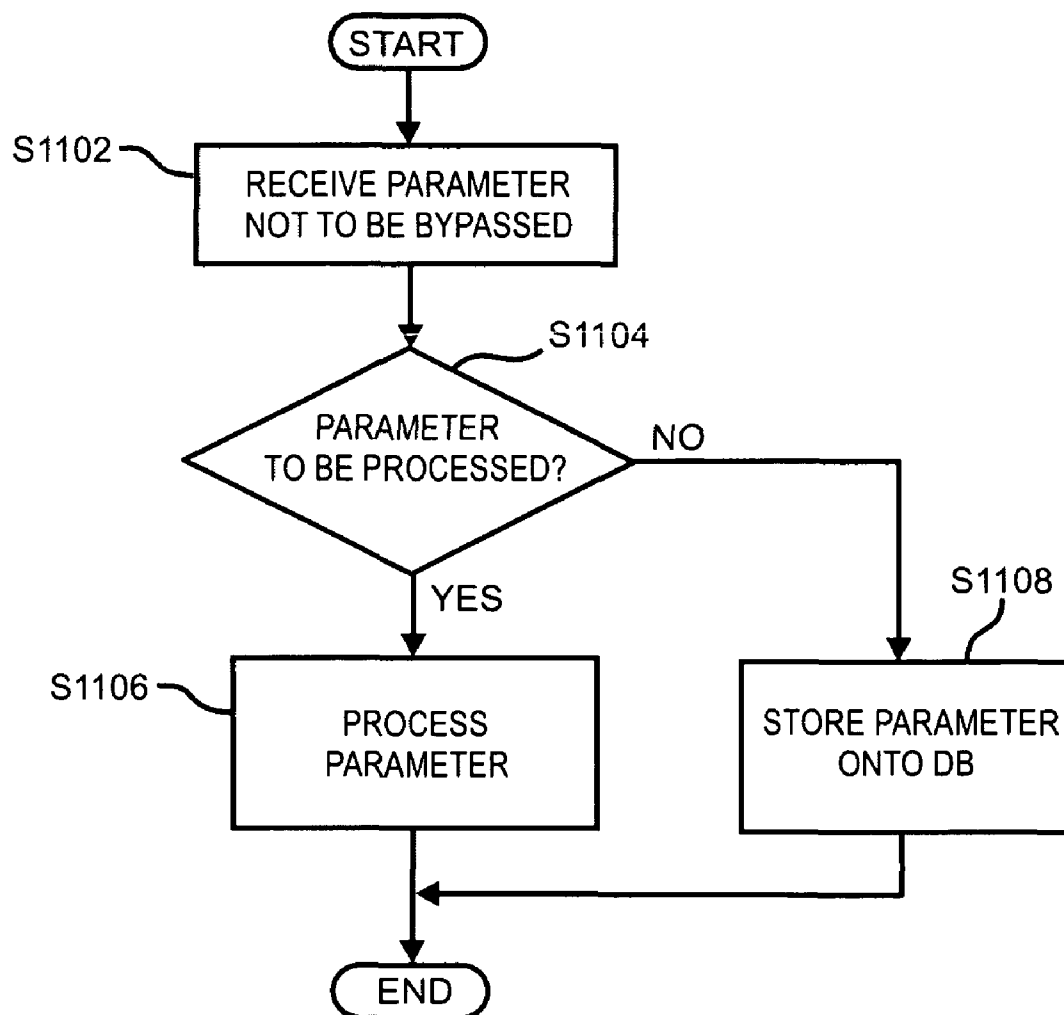 START
S1102
RECEIVE PARAMETER
NOT TO BE BYPASSED
S1104
PARAMETER
TO BE PROCESSED?
NO
YES
S1108
S1106
PROCESS
PARAMETER
STORE PARAMETER
ONTO DB
END